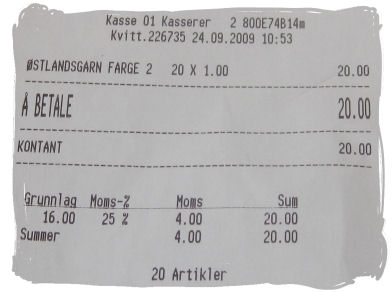 Kasse 01 Kasserer 2 800E74B14m
Kvitt.226735 24.09.2009 10:53
ØSTLANDSGARN FARGE 2 20 X 1.00 20.00
Å BETALE 20.00
KONTANT 20.00
Grunnlag Moms-% Moms Sum
16.00 25 % 4.00 20.00
Summer 4.00 20.00
20 Artikler